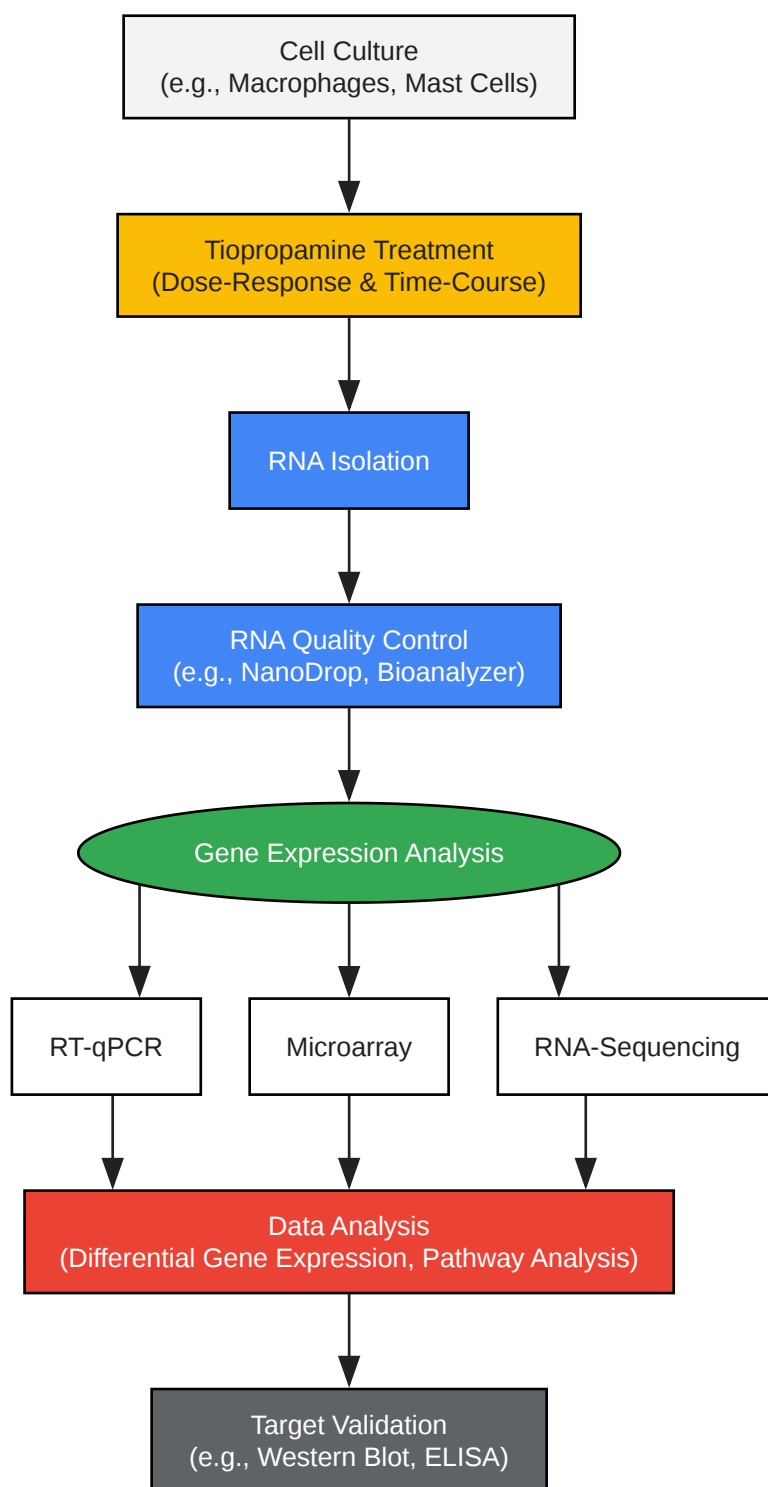 Cell Culture
(e.g., Macrophages, Mast Cells)
Tiopropamine Treatment
(Dose-Response & Time-Course)
RNA Isolation
RNA Quality Control
(e.g., NanoDrop, Bioanalyzer)
Gene Expression Analysis
RT-qPCR
Microarray
RNA-Sequencing
Data Analysis
(Differential Gene Expression, Pathway Analysis)
Target Validation
(e.g., Western Blot, ELISA)